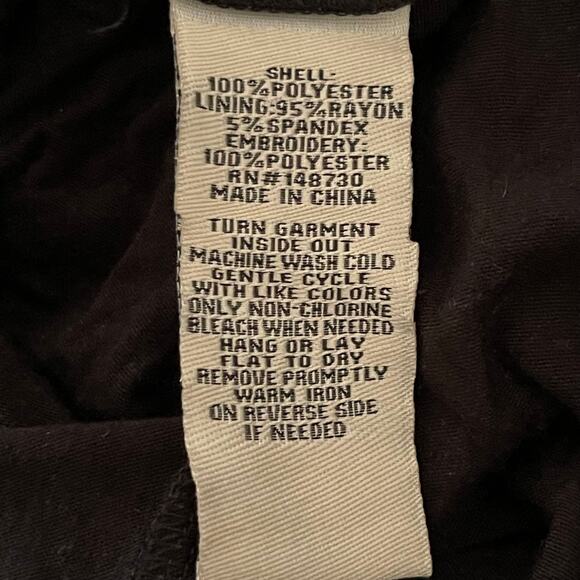 SHELL-
100%POLYESTER
LINING:95%RAYON
5%SPANDEX
EMBROIDERY:
100%POLYESTER
RN#148730
MADE IN CHINA
TURN GARMENT
INSIDE OUT
MACHINE WASH COLD
GENTLE CYCLE
WITH LIKE COLORS
ONLY NON-CHLORINE
BLEACH WHEN NEEDED
HANG OR LAY
FLAT TO DRY
REMOVE PROMPTLY
WARM IRON
ON REVERSE SIDE
IF NEEDED